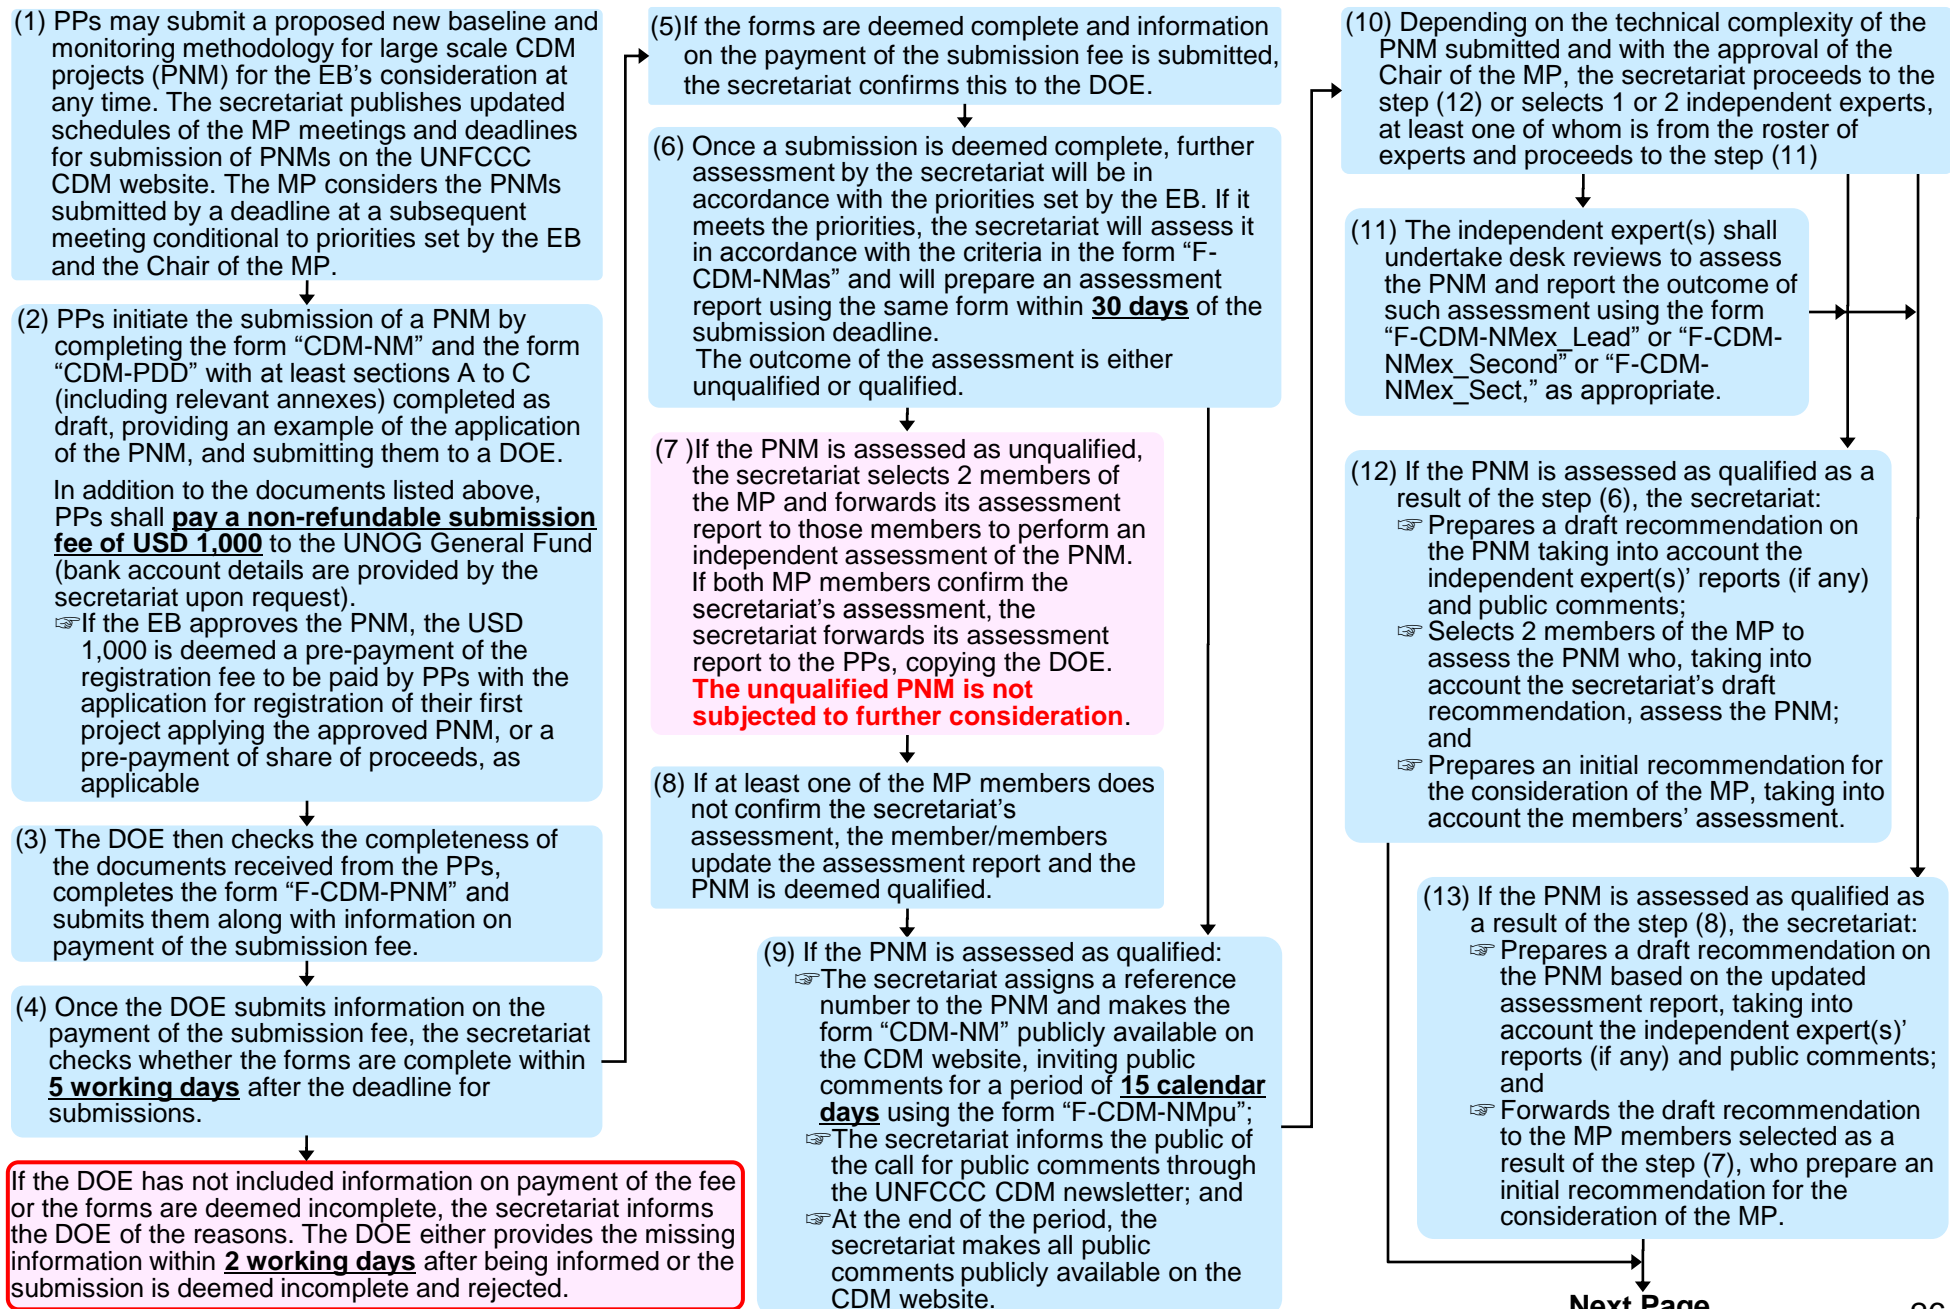 (1) PPs may submit a proposed new baseline and
monitoring methodology for large scale CDM
projects (PNM) for the EB’s consideration at
any time. The secretariat publishes updated
schedules of the MP meetings and deadlines
for submission of PNMs on the UNFCCC
CDM website. The MP considers the PNMs
submitted by a deadline at a subsequent
meeting conditional to priorities set by the EB
and the Chair of the MP.
(2) PPs initiate the submission of a PNM by
completing the form “CDM-NM” and the form
“CDM-PDD” with at least sections A to C
(including relevant annexes) completed as
draft, providing an example of the application
of the PNM, and submitting them to a DOE.
In addition to the documents listed above,
PPs shall pay a non-refundable submission
fee of USD 1,000 to the UNOG General Fund
(bank account details are provided by the
secretariat upon request).
☞If the EB approves the PNM, the USD
1,000 is deemed a pre-payment of the
registration fee to be paid by PPs with the
application for registration of their first
project applying the approved PNM, or a
pre-payment of share of proceeds, as
applicable
(3) The DOE then checks the completeness of
the documents received from the PPs,
completes the form “F-CDM-PNM” and
submits them along with information on
payment of the submission fee.
(4) Once the DOE submits information on the
payment of the submission fee, the secretariat
checks whether the forms are complete within
5 working days after the deadline for
submissions.
If the DOE has not included information on payment of the fee
or the forms are deemed incomplete, the secretariat informs
the DOE of the reasons. The DOE either provides the missing
information within 2 working days after being informed or the
submission is deemed incomplete and rejected.
(5)If the forms are deemed complete and information
on the payment of the submission fee is submitted,
the secretariat confirms this to the DOE.
(6) Once a submission is deemed complete, further
assessment by the secretariat will be in
accordance with the priorities set by the EB. If it
meets the priorities, the secretariat will assess it
in accordance with the criteria in the form “F-
CDM-NMas” and will prepare an assessment
report using the same form within 30 days of the
submission deadline.
The outcome of the assessment is either
unqualified or qualified.
(7 )If the PNM is assessed as unqualified,
the secretariat selects 2 members of
the MP and forwards its assessment
report to those members to perform an
independent assessment of the PNM.
If both MP members confirm the
secretariat’s assessment, the
secretariat forwards its assessment
report to the PPs, copying the DOE.
The unqualified PNM is not
subjected to further consideration.
(8) If at least one of the MP members does
not confirm the secretariat’s
assessment, the member/members
update the assessment report and the
PNM is deemed qualified.
(9) If the PNM is assessed as qualified:
☞The secretariat assigns a reference
number to the PNM and makes the
form “CDM-NM” publicly available on
the CDM website, inviting public
comments for a period of 15 calendar
days using the form “F-CDM-NMpu”;
☞The secretariat informs the public of
the call for public comments through
the UNFCCC CDM newsletter; and
☞At the end of the period, the
secretariat makes all public
comments publicly available on the
CDM website.
(10) Depending on the technical complexity of the
PNM submitted and with the approval of the
Chair of the MP, the secretariat proceeds to the
step (12) or selects 1 or 2 independent experts,
at least one of whom is from the roster of
experts and proceeds to the step (11)
(11) The independent expert(s) shall
undertake desk reviews to assess
the PNM and report the outcome of
such assessment using the form
“F-CDM-NMex_Lead” or “F-CDM-
NMex_Second” or “F-CDM-
NMex_Sect,” as appropriate.
(12) If the PNM is assessed as qualified as a
result of the step (6), the secretariat:
☞Prepares a draft recommendation on
the PNM taking into account the
independent expert(s)’ reports (if any)
and public comments;
☞Selects 2 members of the MP to
assess the PNM who, taking into
account the secretariat’s draft
recommendation, assess the PNM;
and
☞Prepares an initial recommendation for
the consideration of the MP, taking into
account the members’ assessment.
(13) If the PNM is assessed as qualified as
a result of the step (8), the secretariat:
☞Prepares a draft recommendation on
the PNM based on the updated
assessment report, taking into
account the independent expert(s)’
reports (if any) and public comments;
and
☞Forwards the draft recommendation
to the MP members selected as a
result of the step (7), who prepare an
initial recommendation for the
consideration of the MP.
Next Page